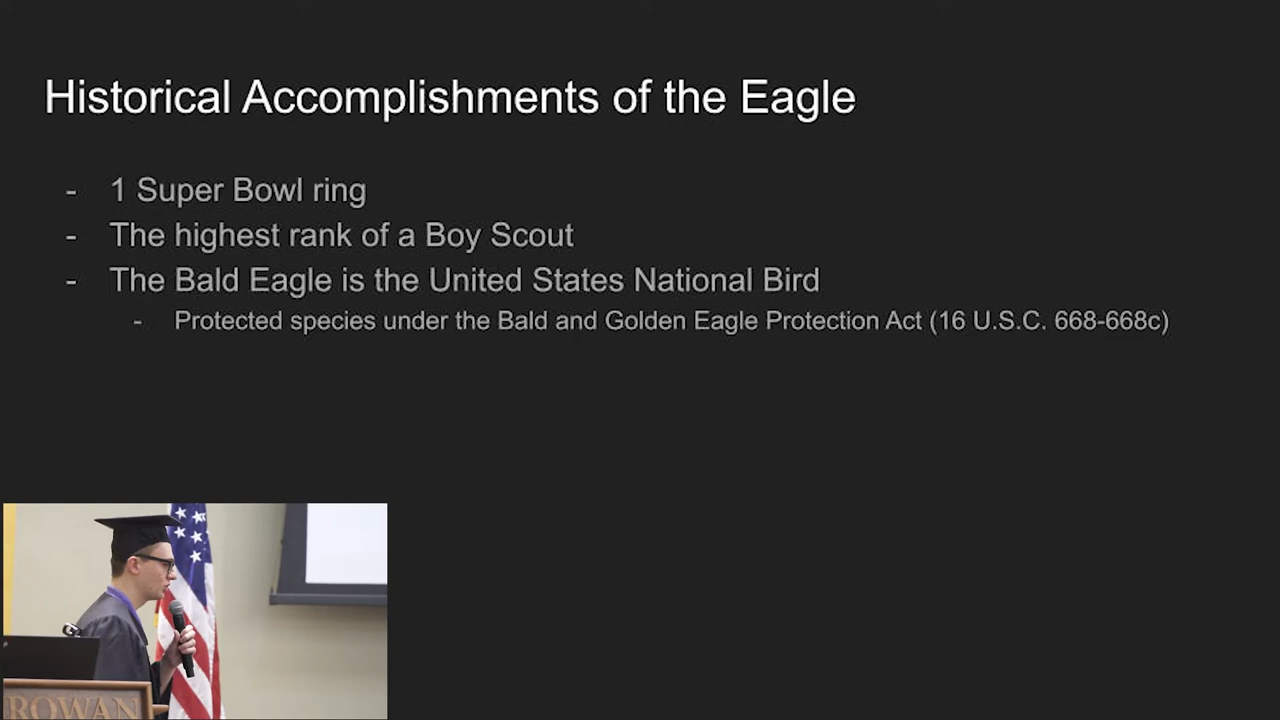 Historical Accomplishments of the Eagle
- 1 Super Bowl ring
- The highest rank of a Boy Scout
- The Bald Eagle is the United States National Bird
- Protected species under the Bald and Golden Eagle Protection Act (16 U.S.C. 668-668c)
ROWAN